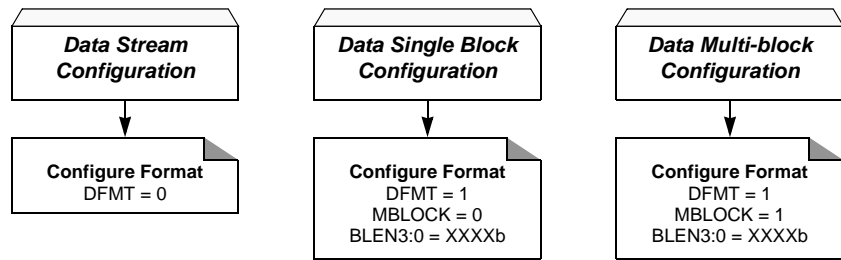 Data Stream
Configuration
Configure Format
DFMT = 0
Data Single Block
Configuration
Configure Format
DFMT = 1
MBLOCK = 0
BLEN3:0 = XXXXb
Data Multi-block
Configuration
Configure Format
DFMT = 1
MBLOCK = 1
BLEN3:0 = XXXXb